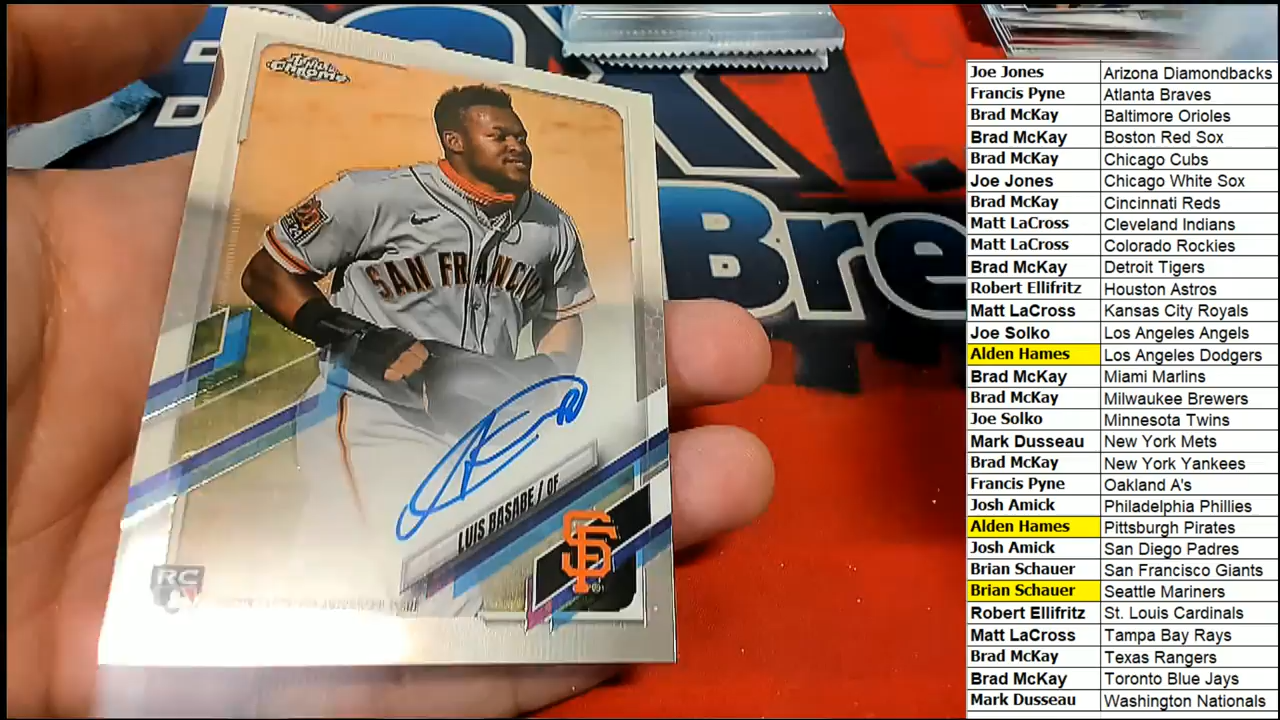 Topps
CHROME
SAN FRANCISCO
LUIS BASABE / OF
SF
RC
Bre
Joe Jones Arizona Diamondbacks
Francis Pyne Atlanta Braves
Brad McKay Baltimore Orioles
Brad McKay Boston Red Sox
Brad McKay Chicago Cubs
Joe Jones Chicago White Sox
Brad McKay Cincinnati Reds
Matt LaCross Cleveland Indians
Matt LaCross Colorado Rockies
Brad McKay Detroit Tigers
Robert Ellifritz Houston Astros
Matt LaCross Kansas City Royals
Joe Solko Los Angeles Angels
Alden Hames Los Angeles Dodgers
Brad McKay Miami Marlins
Brad McKay Milwaukee Brewers
Joe Solko Minnesota Twins
Mark Dusseau New York Mets
Brad McKay New York Yankees
Francis Pyne Oakland A's
Josh Amick Philadelphia Phillies
Alden Hames Pittsburgh Pirates
Josh Amick San Diego Padres
Brian Schauer San Francisco Giants
Brian Schauer Seattle Mariners
Robert Ellifritz St. Louis Cardinals
Matt LaCross Tampa Bay Rays
Brad McKay Texas Rangers
Brad McKay Toronto Blue Jays
Mark Dusseau Washington Nationals